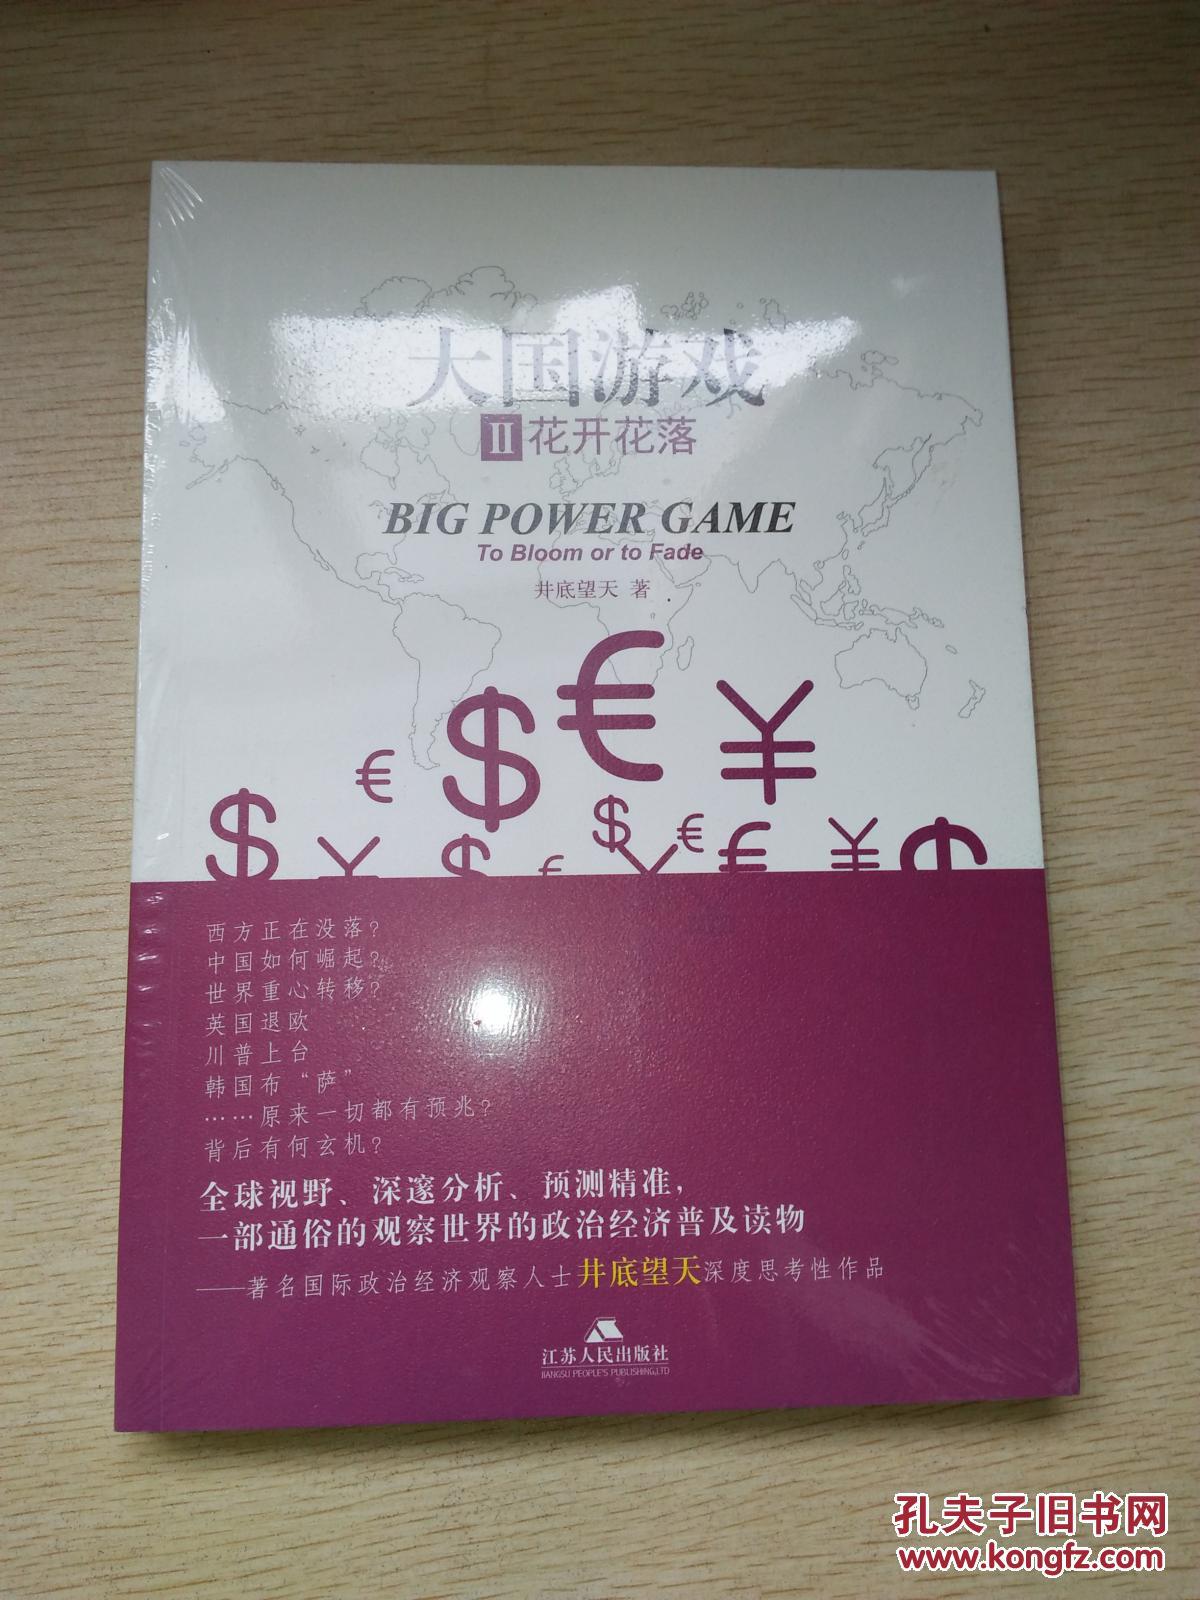 大国游戏
II花开花落
BIG POWER GAME
To Bloom or to Fade
井底望天 著
西方正在没落？
中国如何崛起？
世界重心转移？
英国退欧
川普上台
韩国布“萨”
……原来一切都有预兆？
背后有何玄机？
全球视野、深邃分析、预测精准，
一部通俗的观察世界的政治经济普及读物
——著名国际政治经济观察人士井底望天深度思考性作品
江苏人民出版社
JIANGSU PEOPLE'S PUBLISHING,LTD
孔夫子旧书网
www.kongfz.com